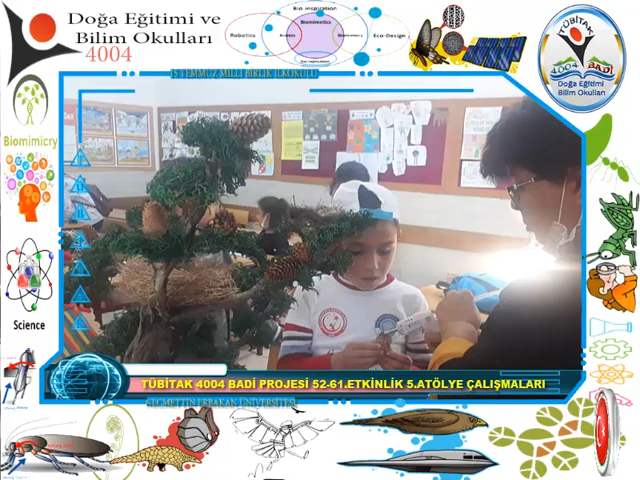 Doğa Eğitimi ve
Bilim Okulları
4004
Bio inspiration
Robotics
Biomimetics
Eco-Design
TÜBİTAK
4004 BADİ
Doğa Eğitimi
Bilim Okulları
15 TEMMUZ MİLLİ BİRLİK İLKOKULU
Biomimicry
Science
TÜBİTAK 4004 BADİ PROJESİ 52-61.ETKİNLİK 5.ATÖLYE ÇALIŞMALARI
NECMETTİN ERBAKAN ÜNİVERSİTESİ